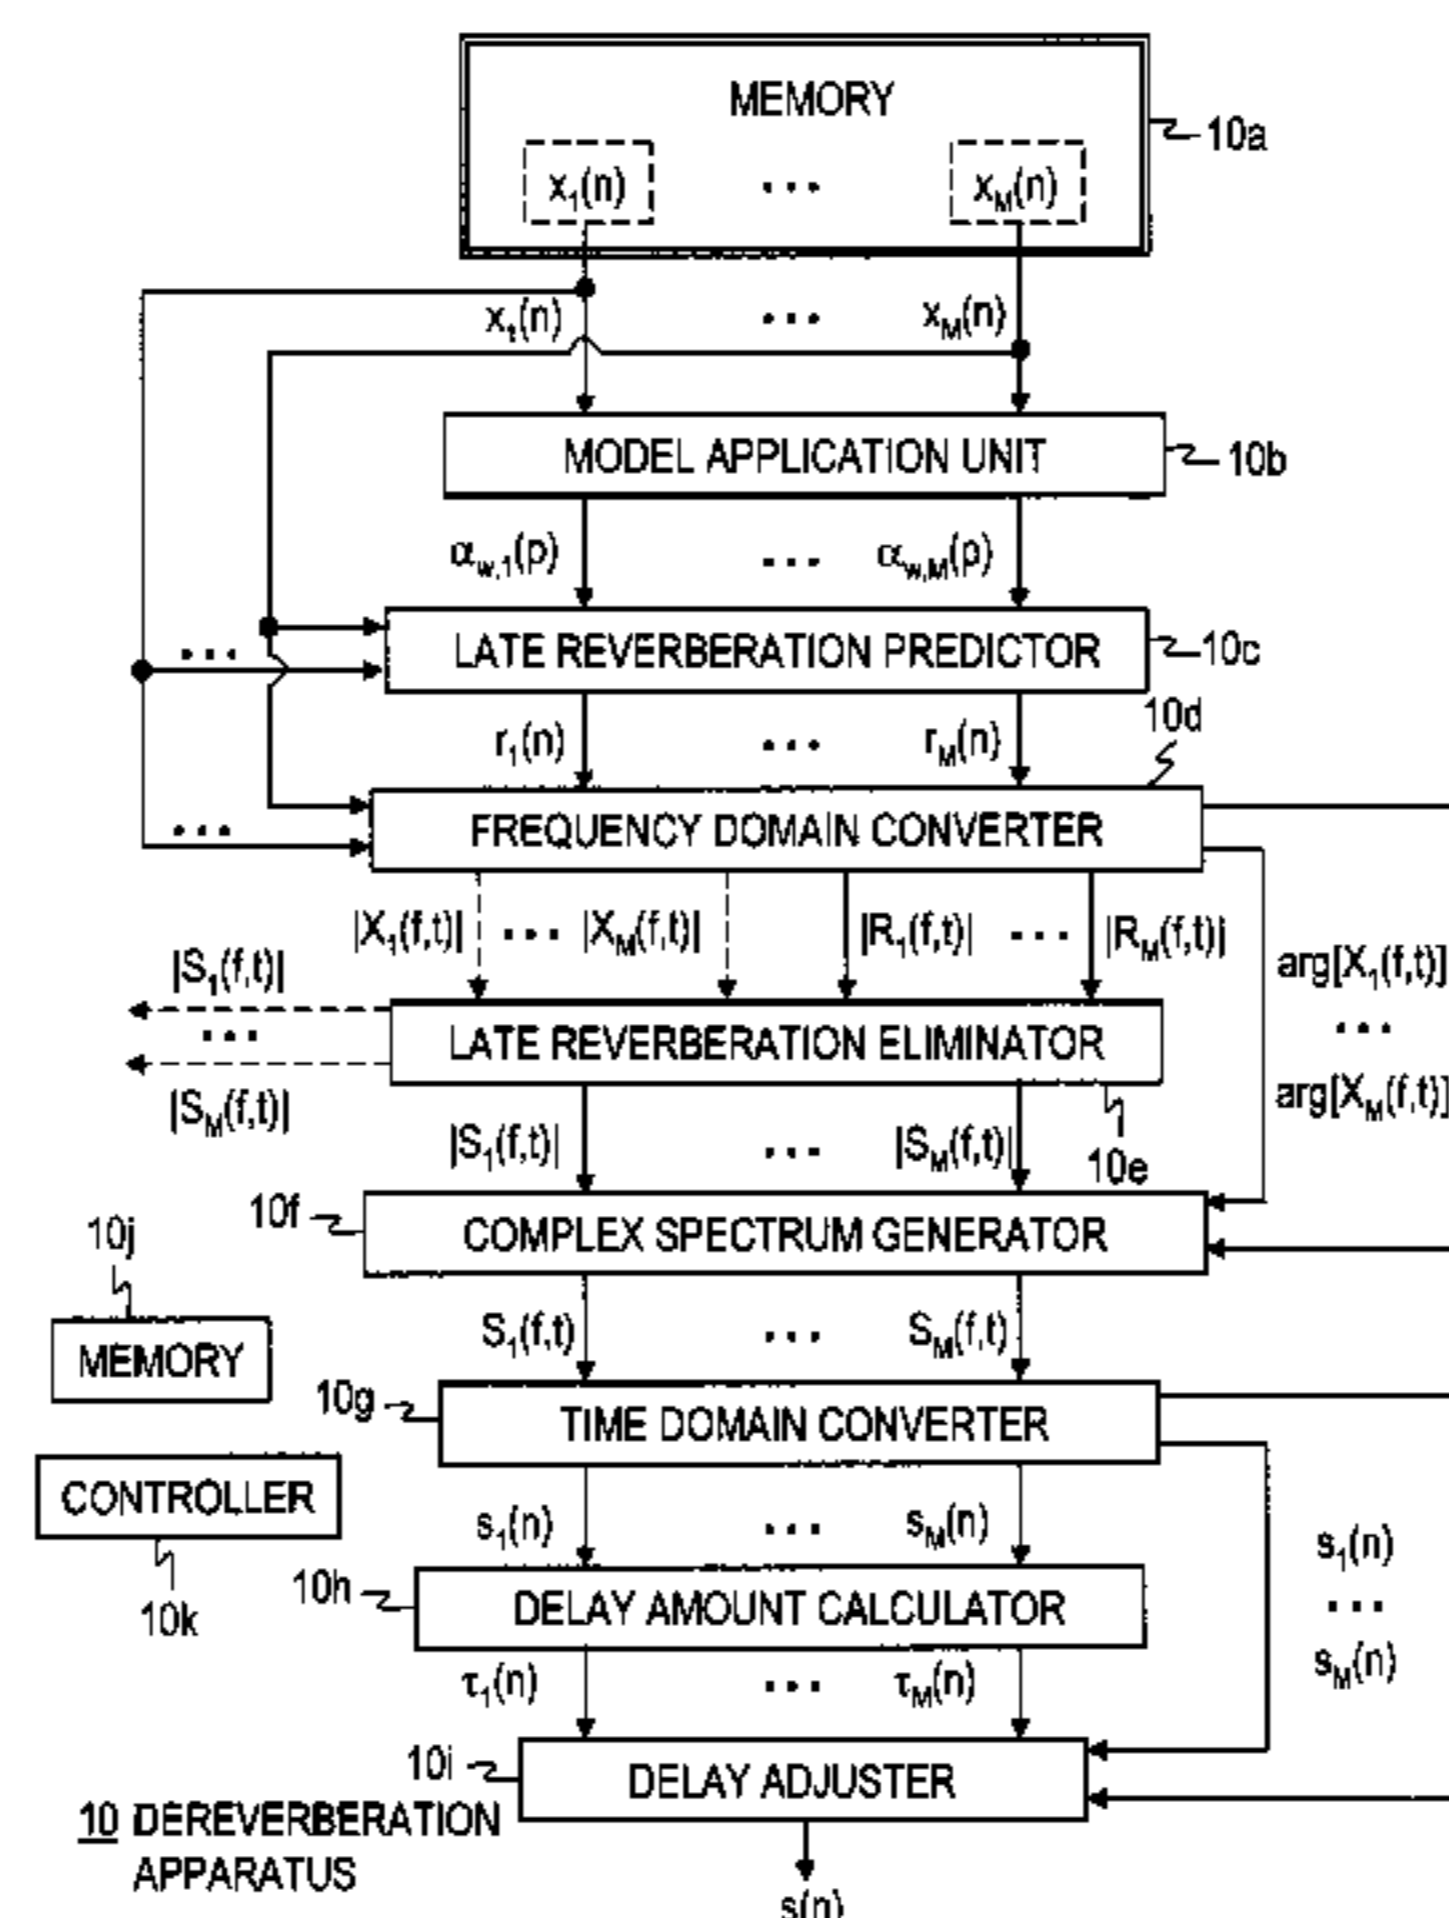 MEMORY
x1(n) ... xM(n)
10a
x1(n) ... xM(n)
MODEL APPLICATION UNIT
10b
αw,1(p) ... αw,M(p)
...
LATE REVERBERATION PREDICTOR
10c
r1(n) ... rM(n)
10d
...
FREQUENCY DOMAIN CONVERTER
|X1(f,t)| ... |XM(f,t)| |R1(f,t)| ... |RM(f,t)|
arg[X1(f,t)]
...
arg[XM(f,t)]
|S1(f,t)|
...
|SM(f,t)|
LATE REVERBERATION ELIMINATOR
10e
|S1(f,t)| ... |SM(f,t)|
10f
COMPLEX SPECTRUM GENERATOR
10j
MEMORY
S1(f,t) ... SM(f,t)
10g
TIME DOMAIN CONVERTER
CONTROLLER
10k
s1(n) ... sM(n)
s1(n)
...
sM(n)
10h
DELAY AMOUNT CALCULATOR
τ1(n) ... τM(n)
10i
DELAY ADJUSTER
10 DEREVERBERATION
APPARATUS
s(n)